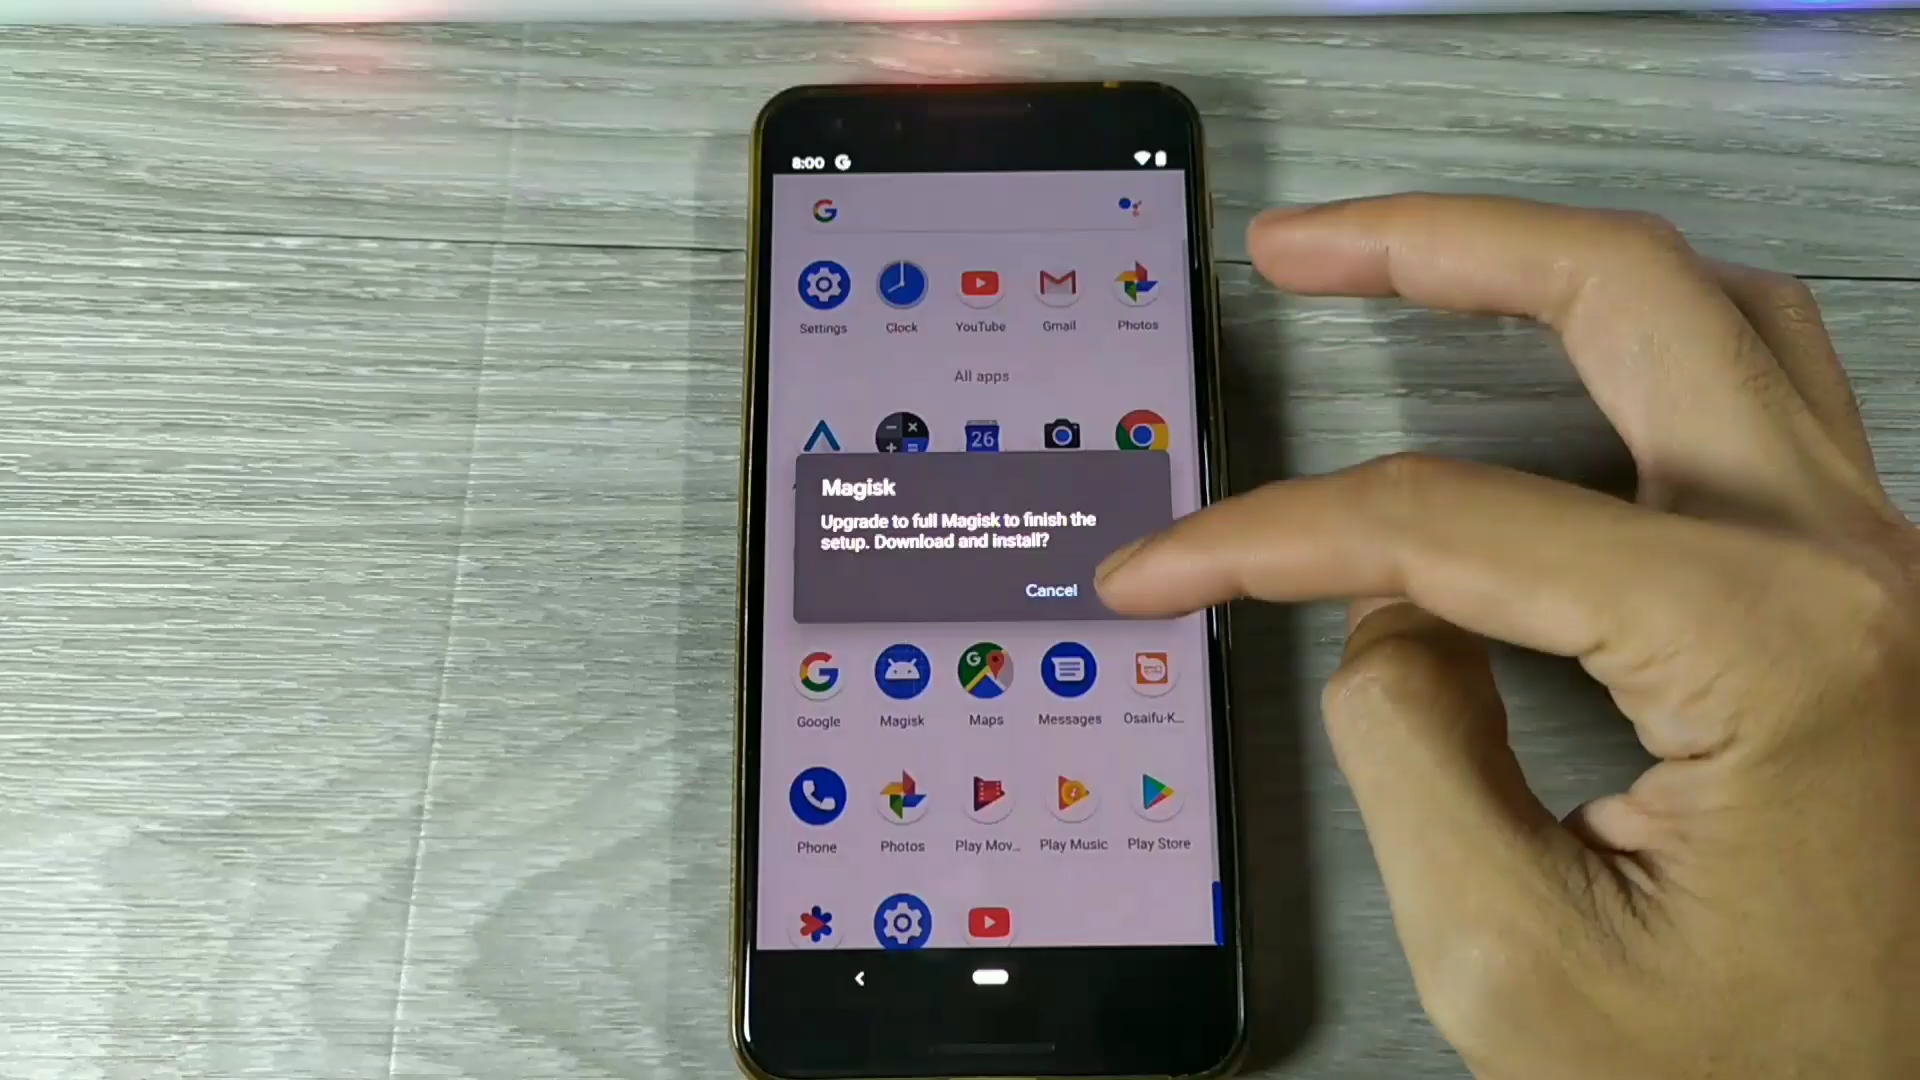 8:00 G
G
Settings Clock YouTube Gmail Photos
All apps
26
Magisk
Upgrade to full Magisk to finish the
setup. Download and install?
Cancel
Google Magisk Maps Messages Osaifu-K...
Phone Photos Play Mov... Play Music Play Store